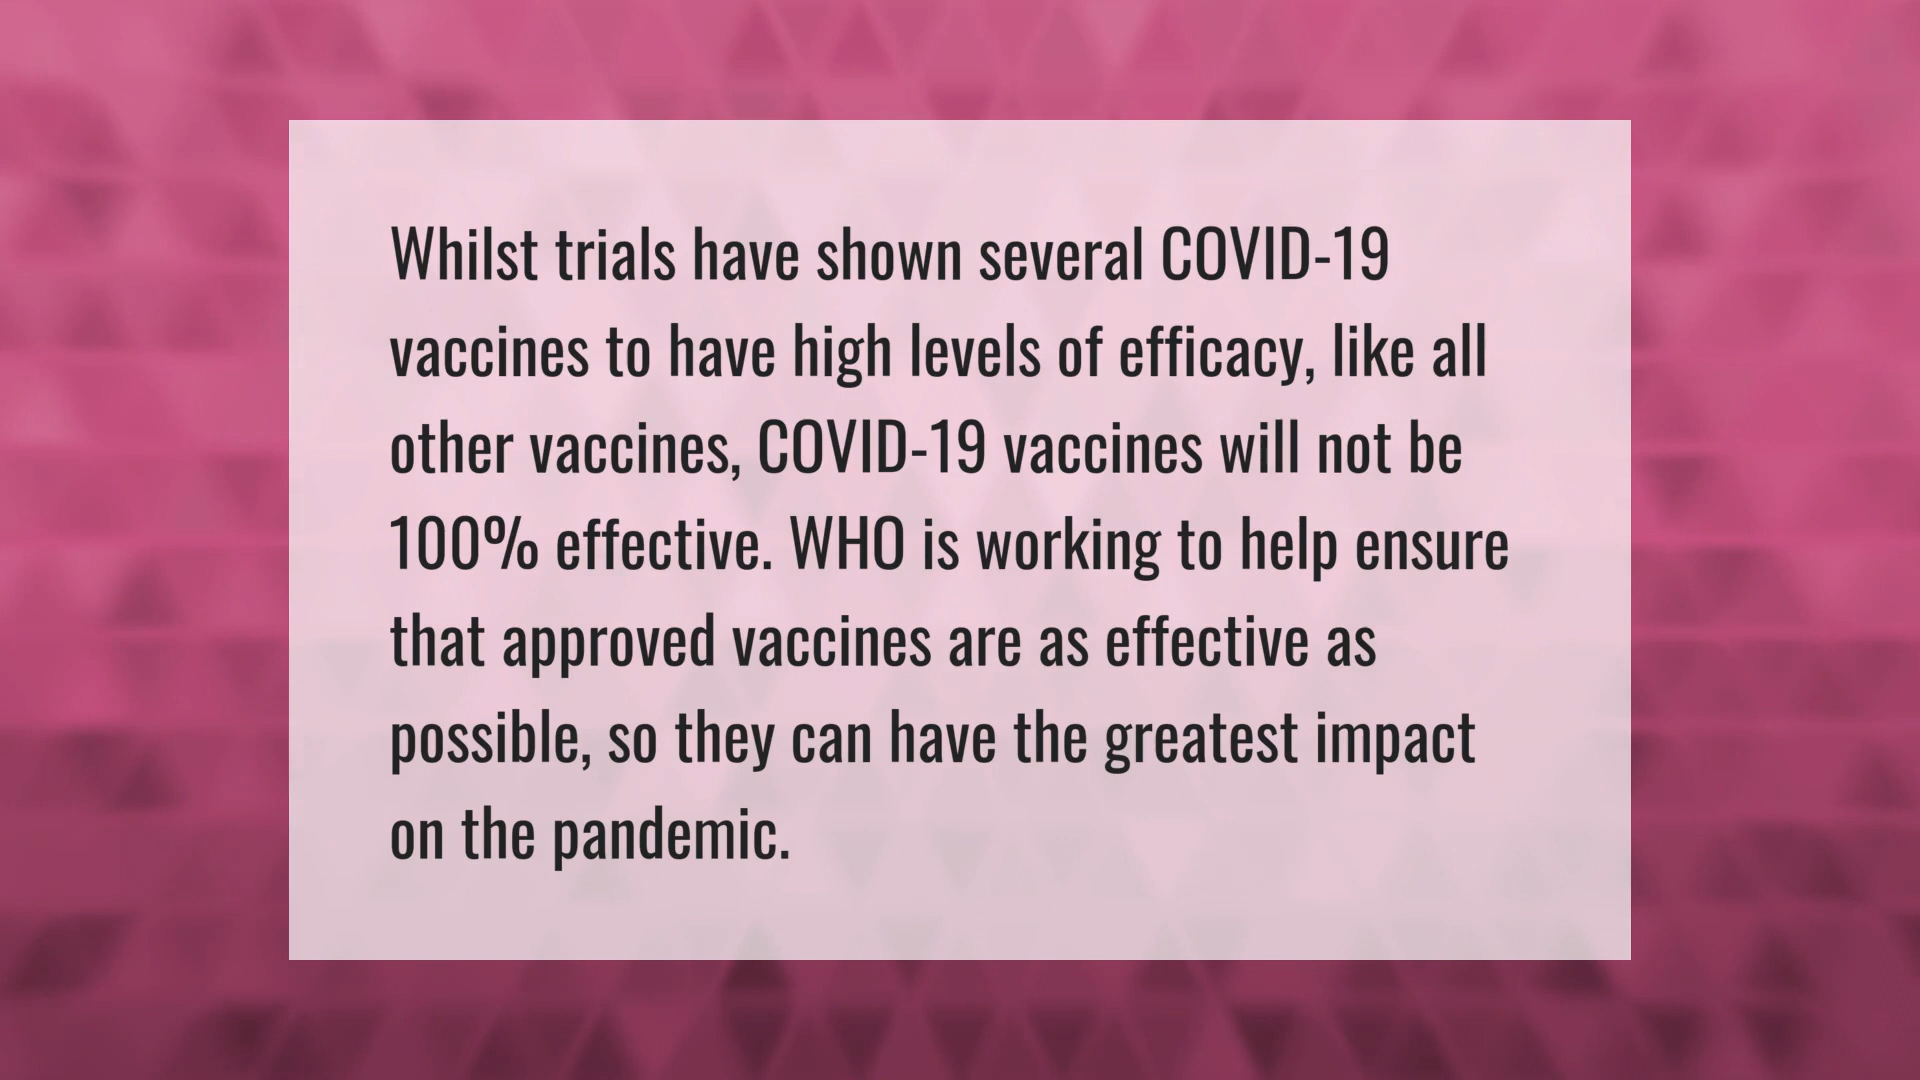 Whilst trials have shown several COVID-19
vaccines to have high levels of efficacy, like all
other vaccines, COVID-19 vaccines will not be
100% effective. WHO is working to help ensure
that approved vaccines are as effective as
possible, so they can have the greatest impact
on the pandemic.